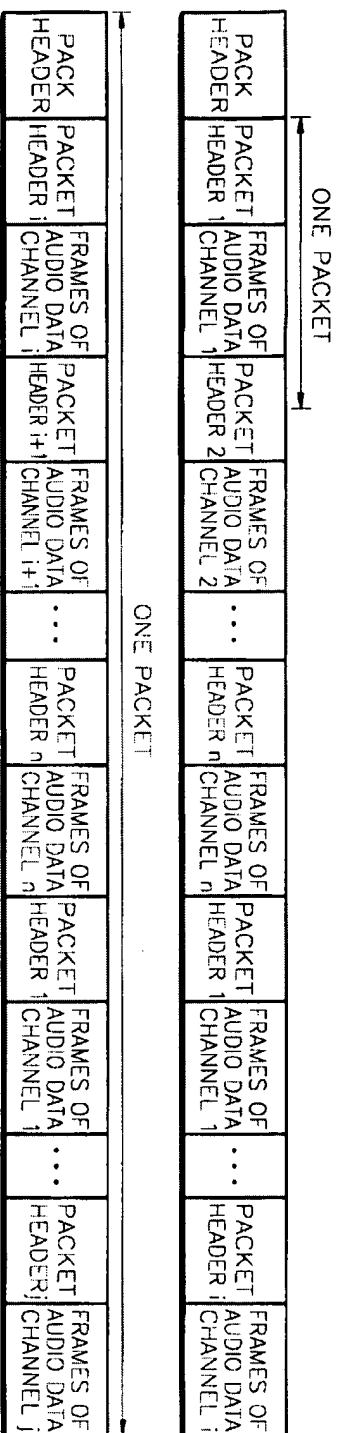 ONE PACKET
PACK
HEADER
PACKET
HEADER 1
FRAMES OF
AUDIO DATA
CHANNEL 1
PACKET
HEADER 2
FRAMES OF
AUDIO DATA
CHANNEL 2
...
PACKET
HEADER n
FRAMES OF
AUDIO DATA
CHANNEL n
PACKET
HEADER 1
FRAMES OF
AUDIO DATA
CHANNEL 1
...
PACKET
HEADER i
FRAMES OF
AUDIO DATA
CHANNEL i
ONE PACKET
PACK
HEADER
PACKET
HEADER i
FRAMES OF
AUDIO DATA
CHANNEL i
PACKET
HEADER i+1
FRAMES OF
AUDIO DATA
CHANNEL i+1
...
PACKET
HEADER n
FRAMES OF
AUDIO DATA
CHANNEL n
PACKET
HEADER 1
FRAMES OF
AUDIO DATA
CHANNEL 1
...
PACKET
HEADER j
FRAMES OF
AUDIO DATA
CHANNEL j